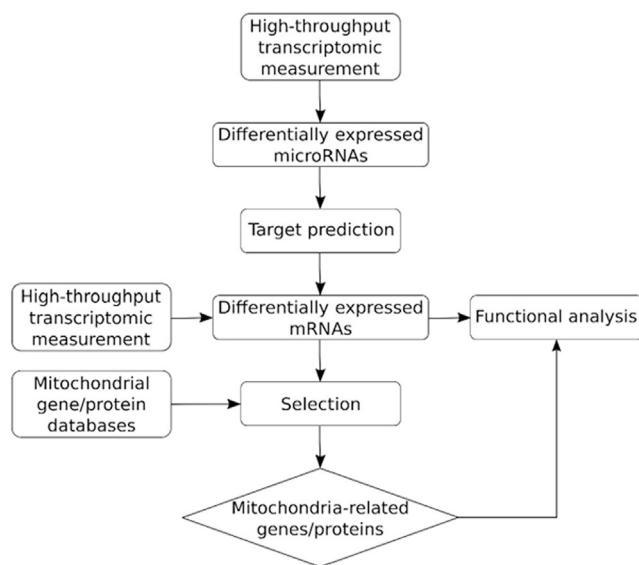 High-throughput
transcriptomic
measurement
Differentially expressed
microRNAs
Target prediction
High-throughput
transcriptomic
measurement
Differentially expressed
mRNAs
Functional analysis
Mitochondrial
gene/protein
databases
Selection
Mitochondria-related
genes/proteins